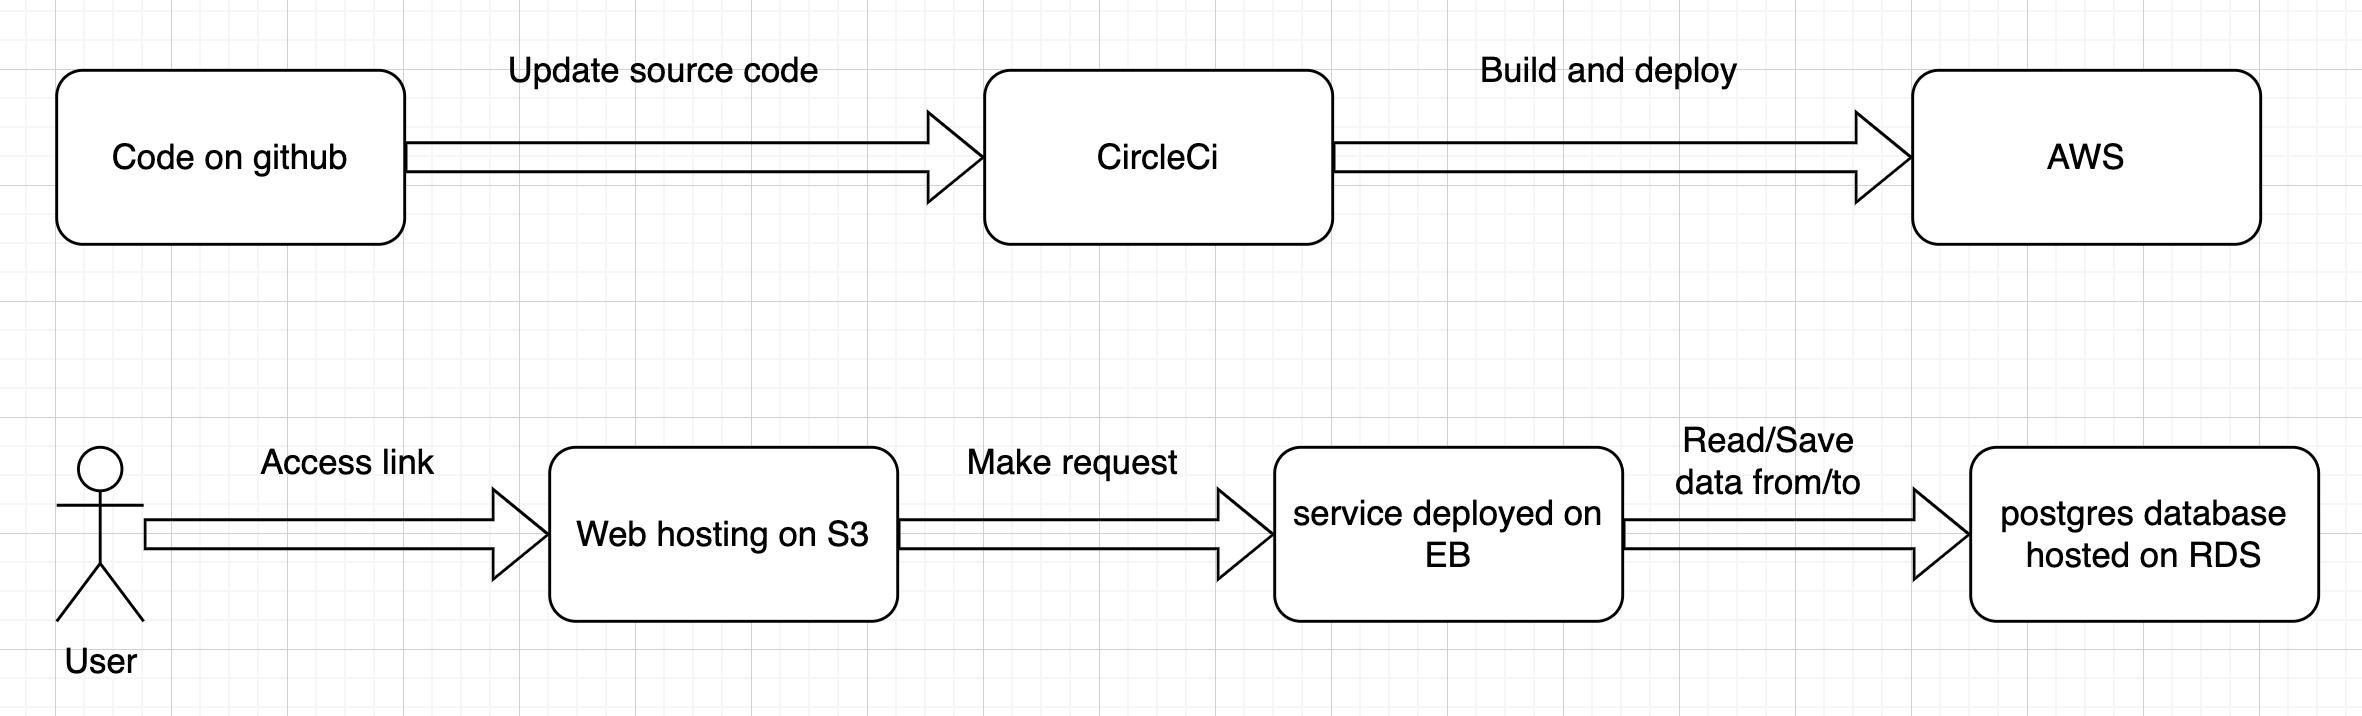 Update source code
Build and deploy
Code on github
CircleCi
AWS
Access link
Make request
Read/Save
data from/to
Web hosting on S3
service deployed on
EB
postgres database
hosted on RDS
User